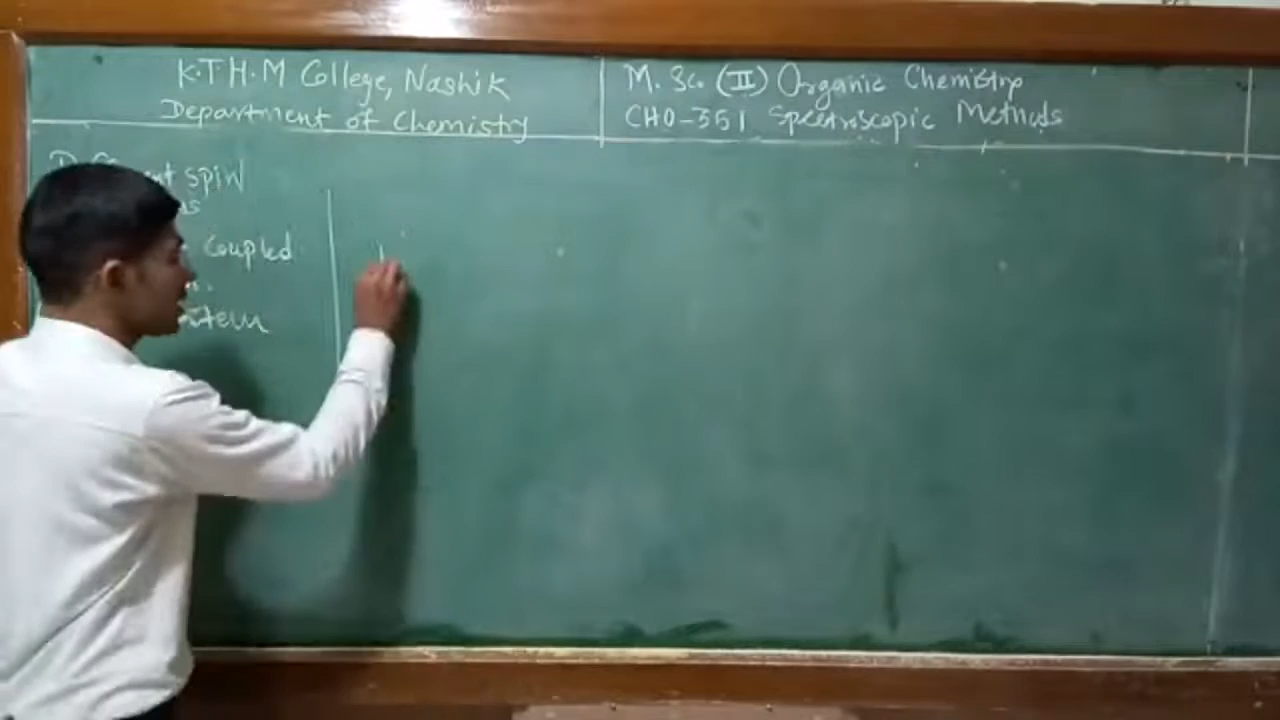 K.T.H.M College, Nashik
Department of Chemistry
M. Sc. (II) Organic Chemistry
CHO-351 Spectroscopic Methods
spin
coupled